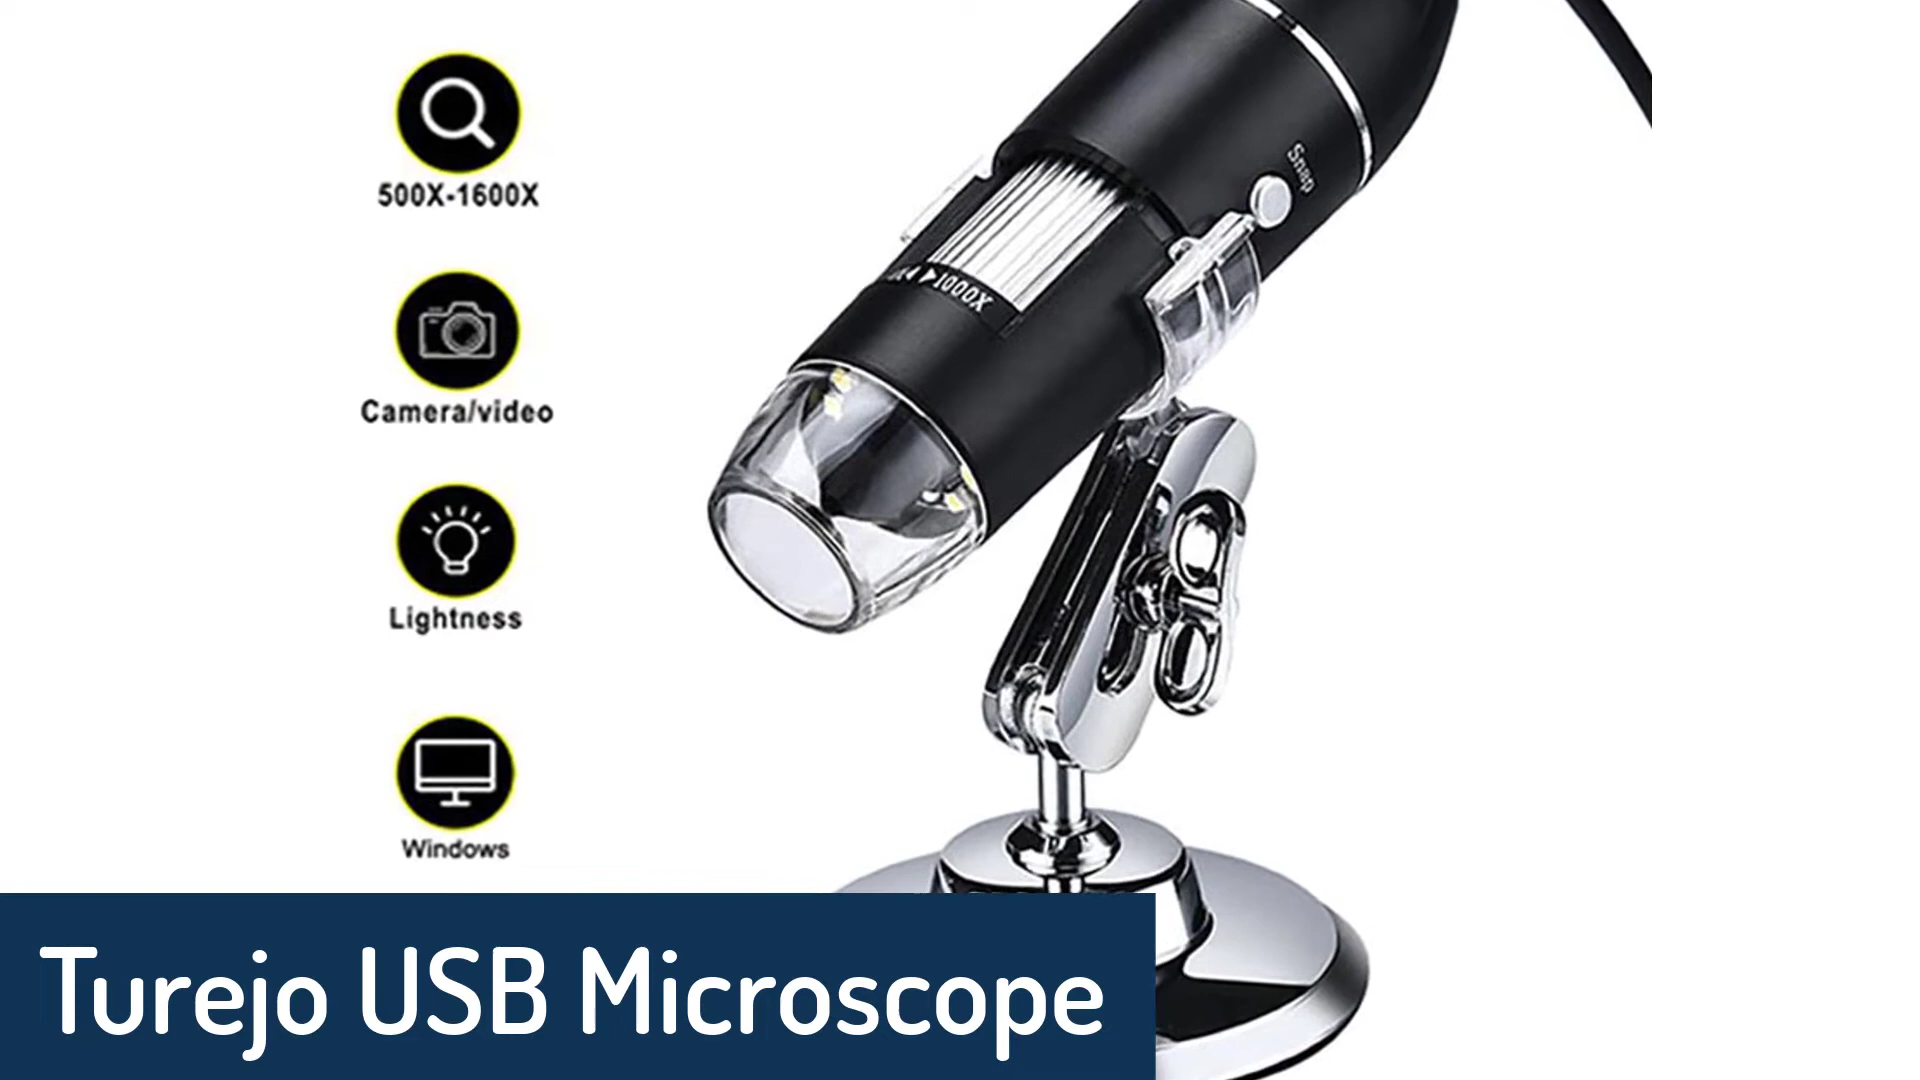 500X-1600X
Camera/video
Lightness
Windows
Snap
1000X
Turejo USB Microscope